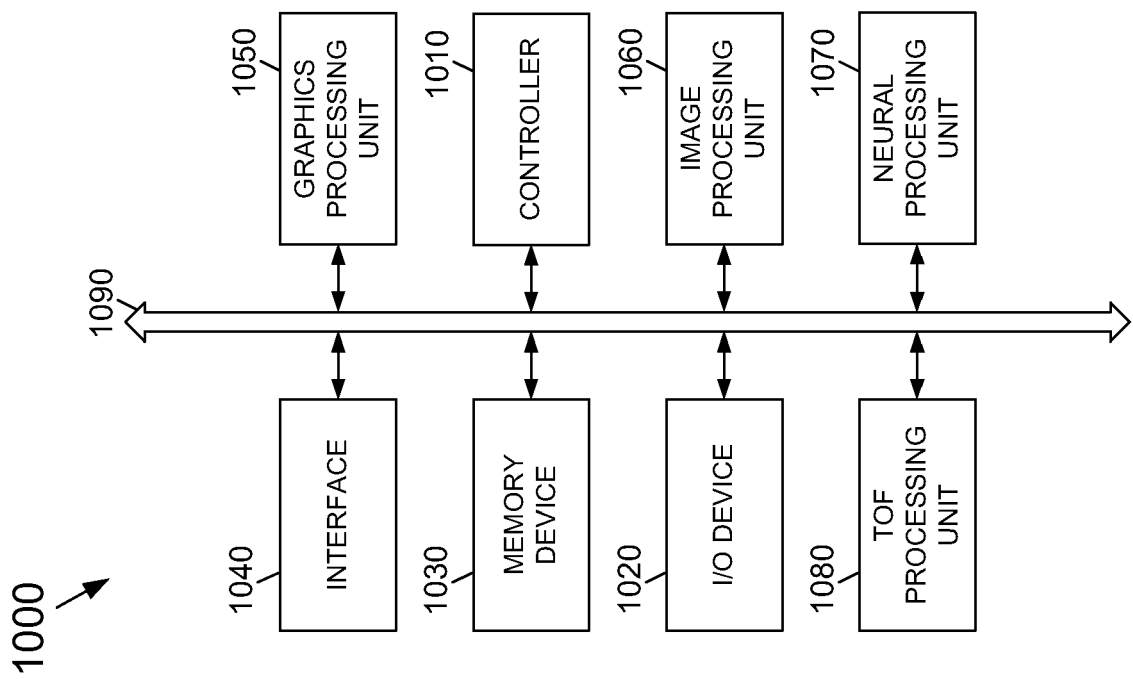 1000
1090
1040
INTERFACE
1050
GRAPHICS
PROCESSING
UNIT
1030
MEMORY
DEVICE
1010
CONTROLLER
1020
I/O DEVICE
1060
IMAGE
PROCESSING
UNIT
1080
TOF
PROCESSING
UNIT
1070
NEURAL
PROCESSING
UNIT